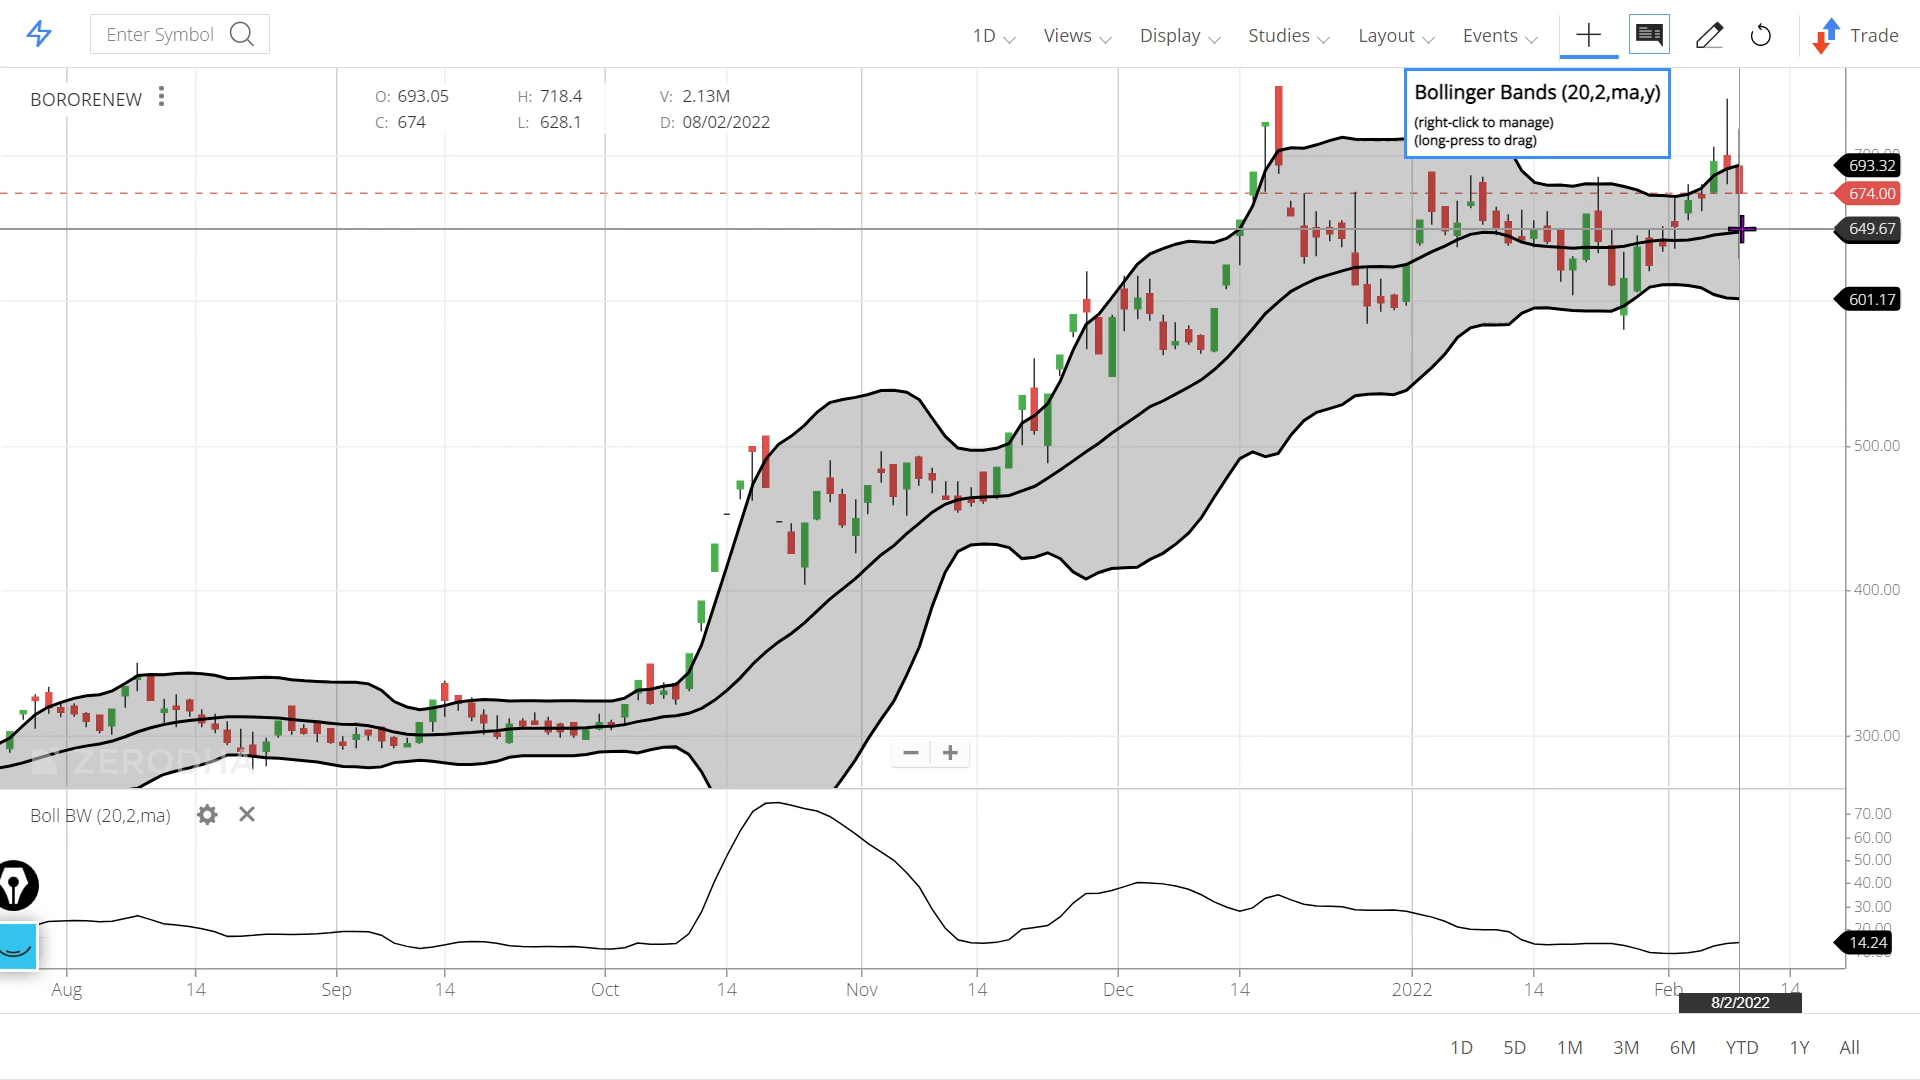 Enter Symbol
1D
Views
Display
Studies
Layout
Events
Trade
BORORENEW
O: 693.05
H: 718.4
V: 2.13M
C: 674
L: 628.1
D: 08/02/2022
Bollinger Bands (20,2,ma,y)
(right-click to manage)
(long-press to drag)
693.32
674.00
649.67
601.17
500.00
400.00
300.00
ZERODHA
Boll BW (20,2,ma)
70.00
60.00
50.00
40.00
30.00
14.24
Aug 14 Sep 14 Oct 14 Nov 14 Dec 14 2022 14 Feb 14
8/2/2022
1D 5D 1M 3M 6M YTD 1Y All